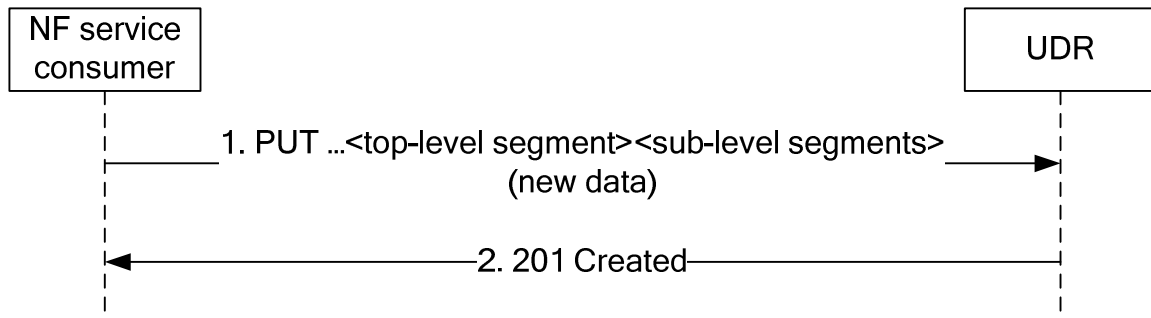 NF service
consumer
UDR
1. PUT ...<top-level segment><sub-level segments>
(new data)
2. 201 Created